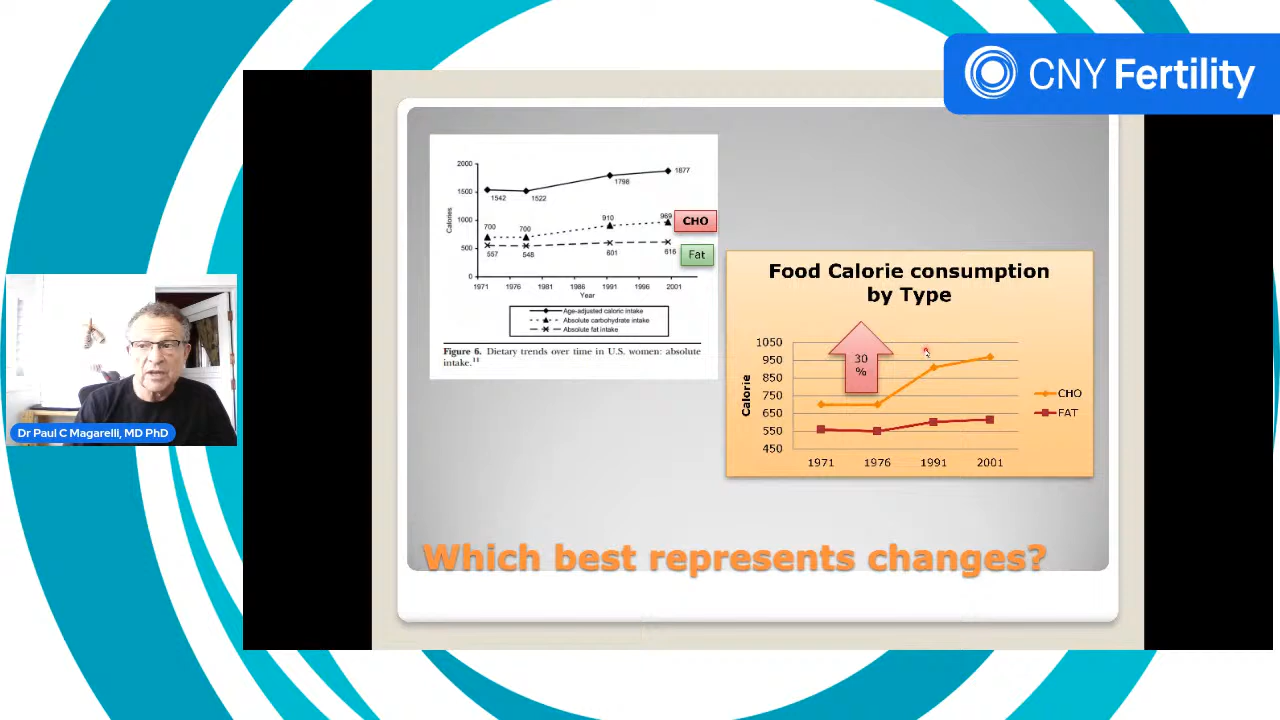 CNY Fertility
2000
1500
1000
500
0
Calories
1542
1522
1798
1877
700
700
910
969
557
548
601
616
CHO
Fat
1971
1976
1981
1986
1991
1996
2001
Year
Age-adjusted caloric intake
Absolute carbohydrate intake
Absolute fat intake
Figure 6. Dietary trends over time in U.S. women: absolute
intake.11
Food Calorie consumption
by Type
1050
950
850
750
650
550
450
Calorie
30
%
CHO
FAT
1971
1976
1991
2001
Dr Paul C Magarelli, MD PhD
Which best represents changes?